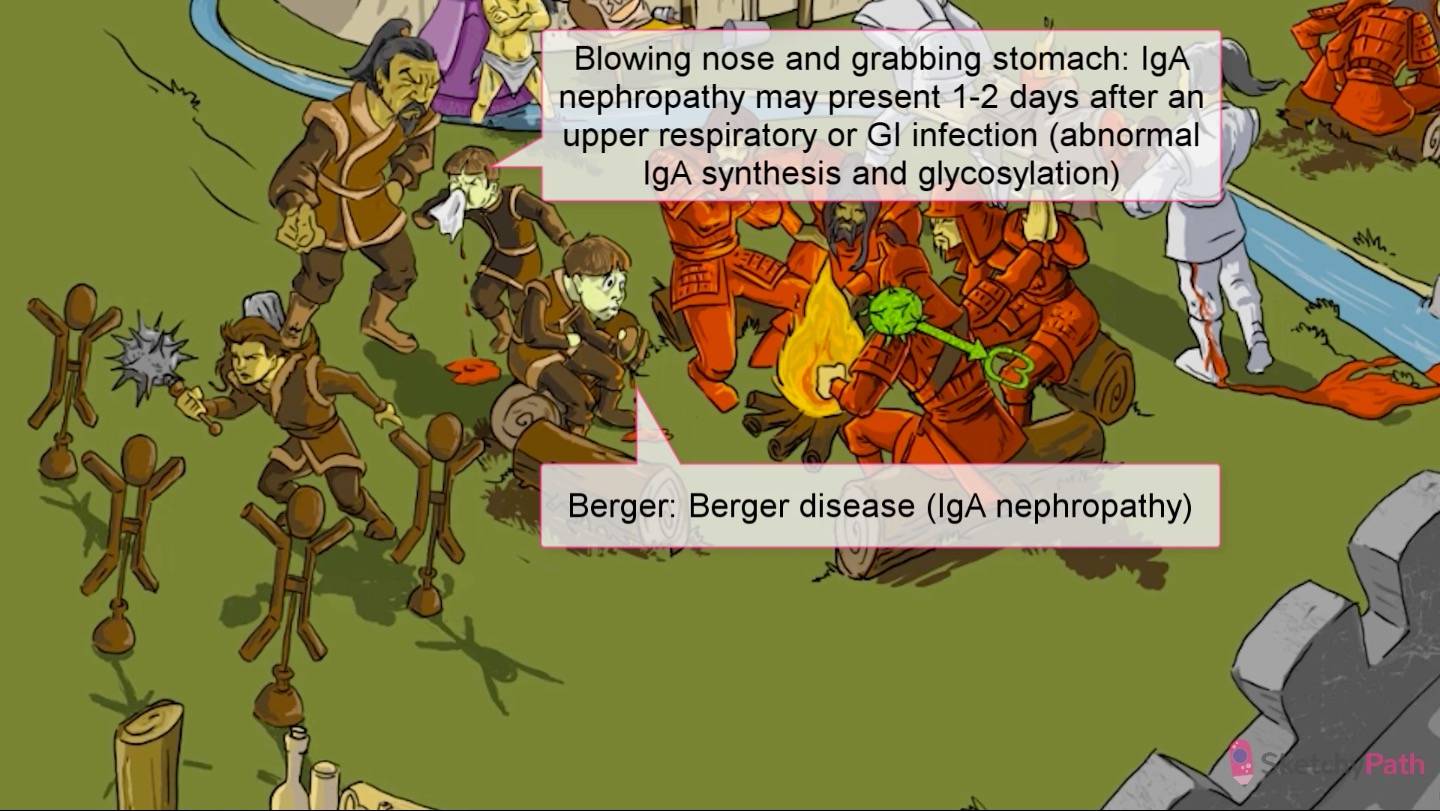 Blowing nose and grabbing stomach: IgA
nephropathy may present 1-2 days after an
upper respiratory or GI infection (abnormal
IgA synthesis and glycosylation)
Berger: Berger disease (IgA nephropathy)
SketchyPath